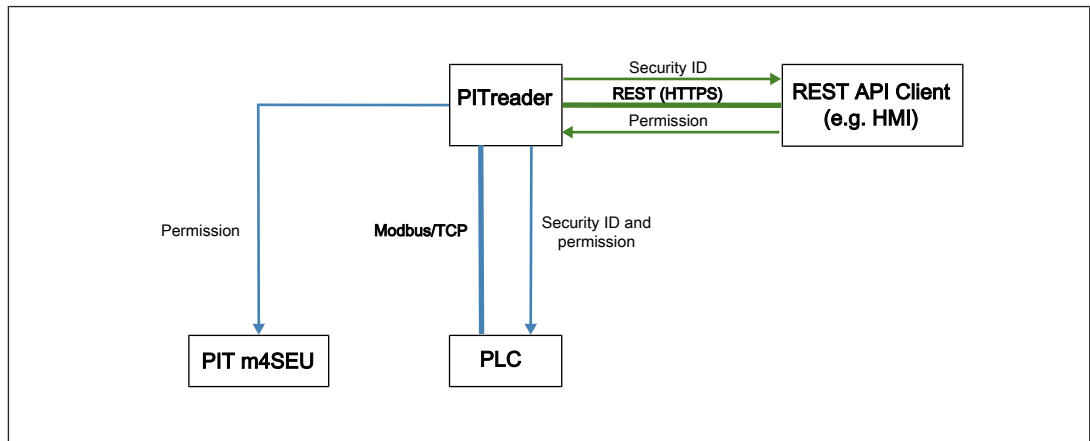 Security ID
PITreader
REST (HTTPS)
REST API Client
(e.g. HMI)
Permission
Permission
Modbus/TCP
Security ID and
permission
PIT m4SEU
PLC